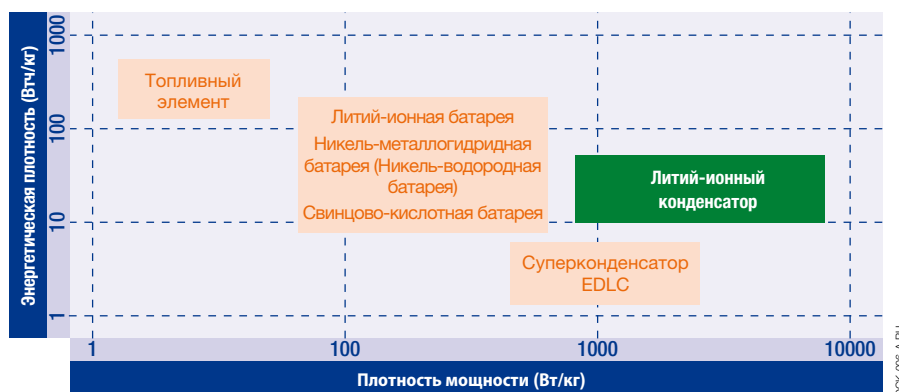 Энергетическая плотность (Втч/кг)
1000
100
10
1
Топливный
элемент
Литий-ионная батарея
Никель-металлогидридная
батарея (Никель-водородная
батарея)
Свинцово-кислотная батарея
Литий-ионный
конденсатор
Суперконденсатор
EDLC
1
100
1000
10000
Плотность мощности (Вт/кг)